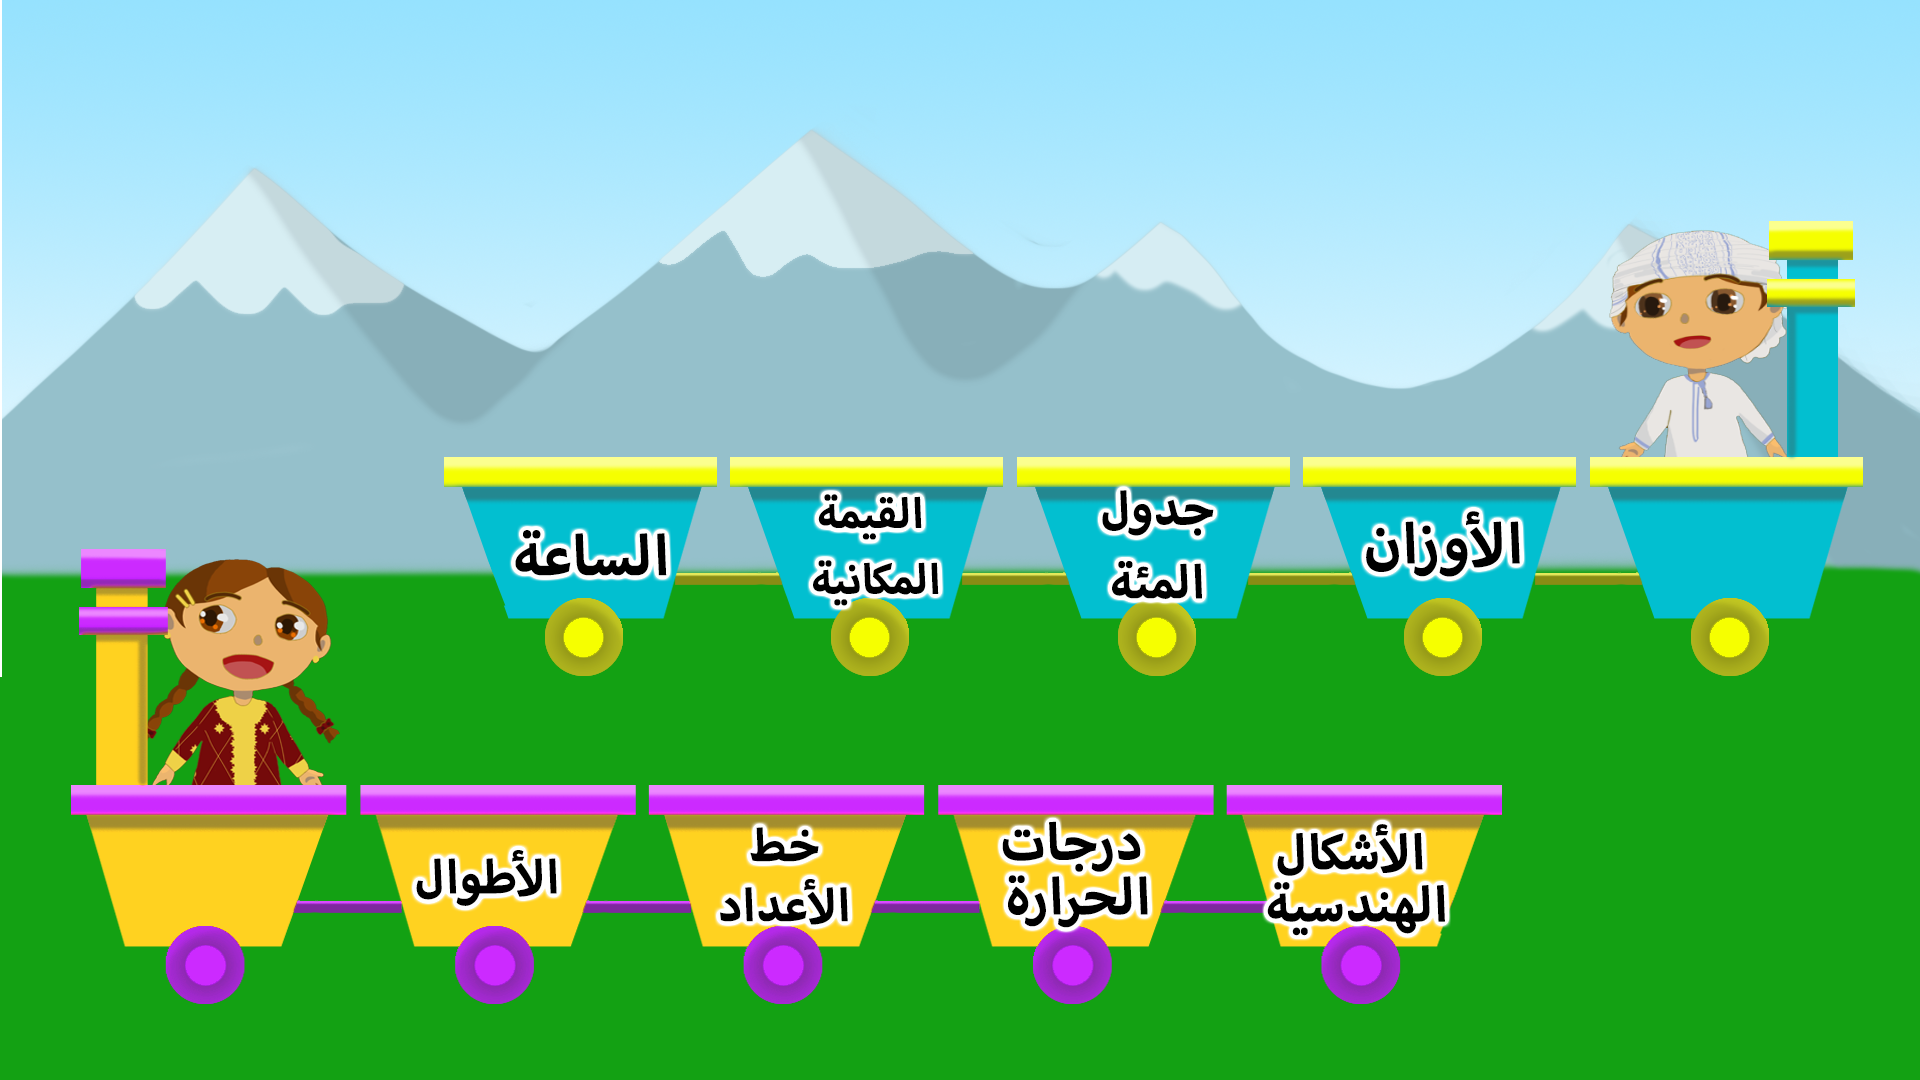 الأوزان
جدول
المئة
القيمة
المكانية
الساعة
الأشكال
الهندسية
درجات
الحرارة
خط
الأعداد
الأطوال